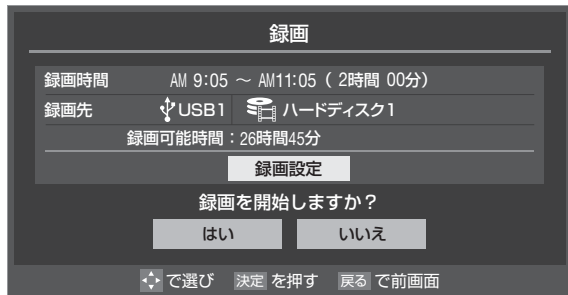 録画
録画時間 AM 9:05 ～ AM11:05 ( 2時間 00分)
録画先 USB1 ハードディスク1
録画可能時間：26時間45分
録画設定
録画を開始しますか？
はい いいえ
で選び 決定 を押す 戻る で前画面